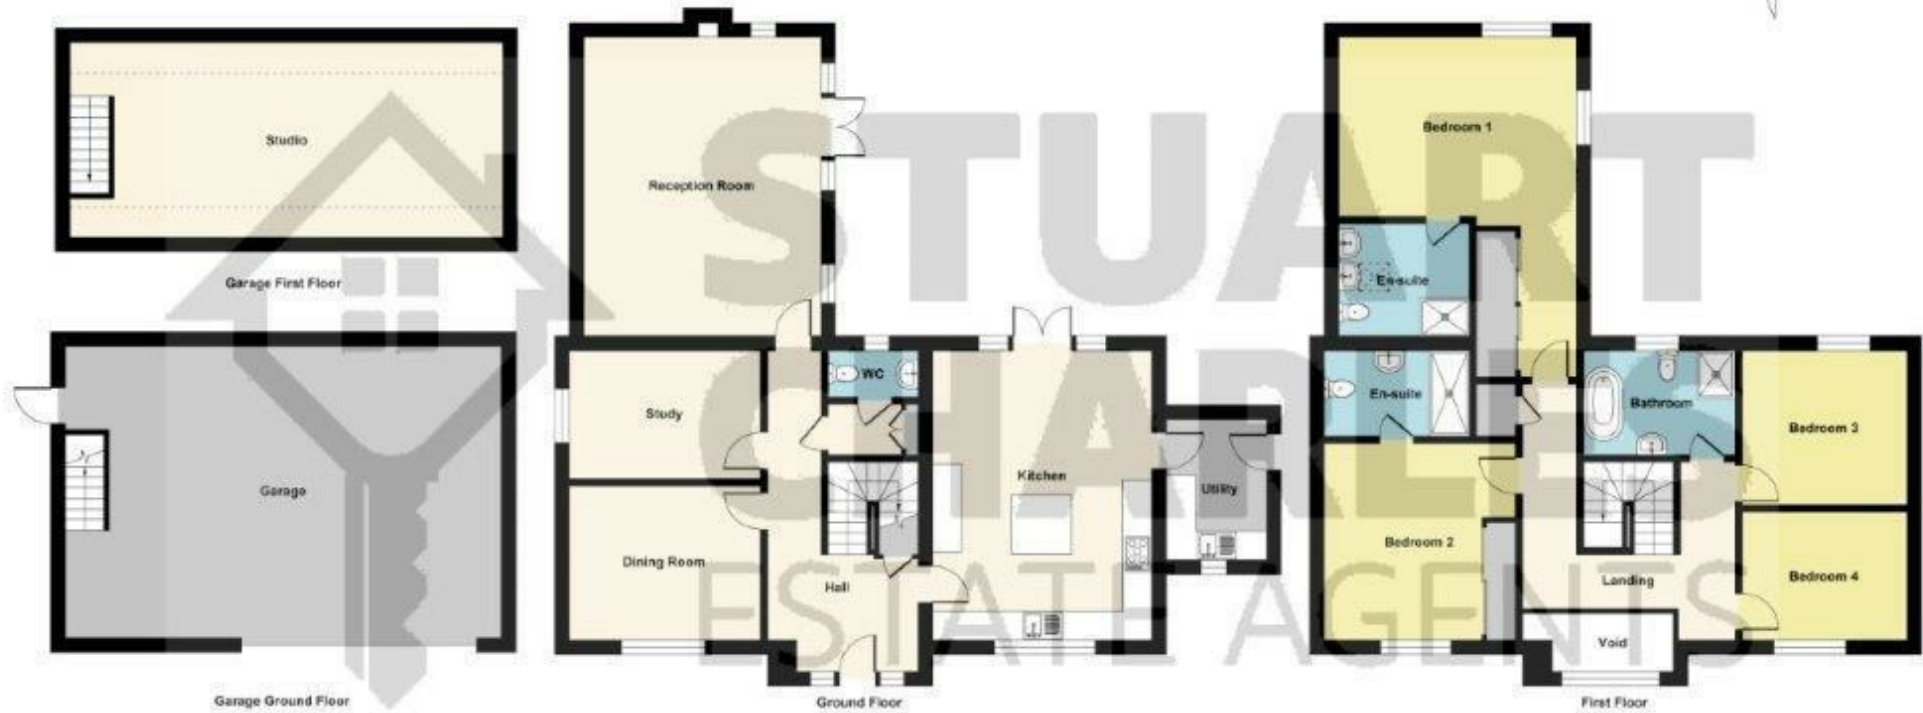 Studio
Garage First Floor
Garage
Garage Ground Floor
Reception Room
Study
WC
Dining Room
Hall
Kitchen
Utility
Ground Floor
Bedroom 1
En-suite
En-suite
Bathroom
Bedroom 3
Bedroom 2
Landing
Bedroom 4
Void
First Floor
STUART
CHARLES
ESTATE AGENTS